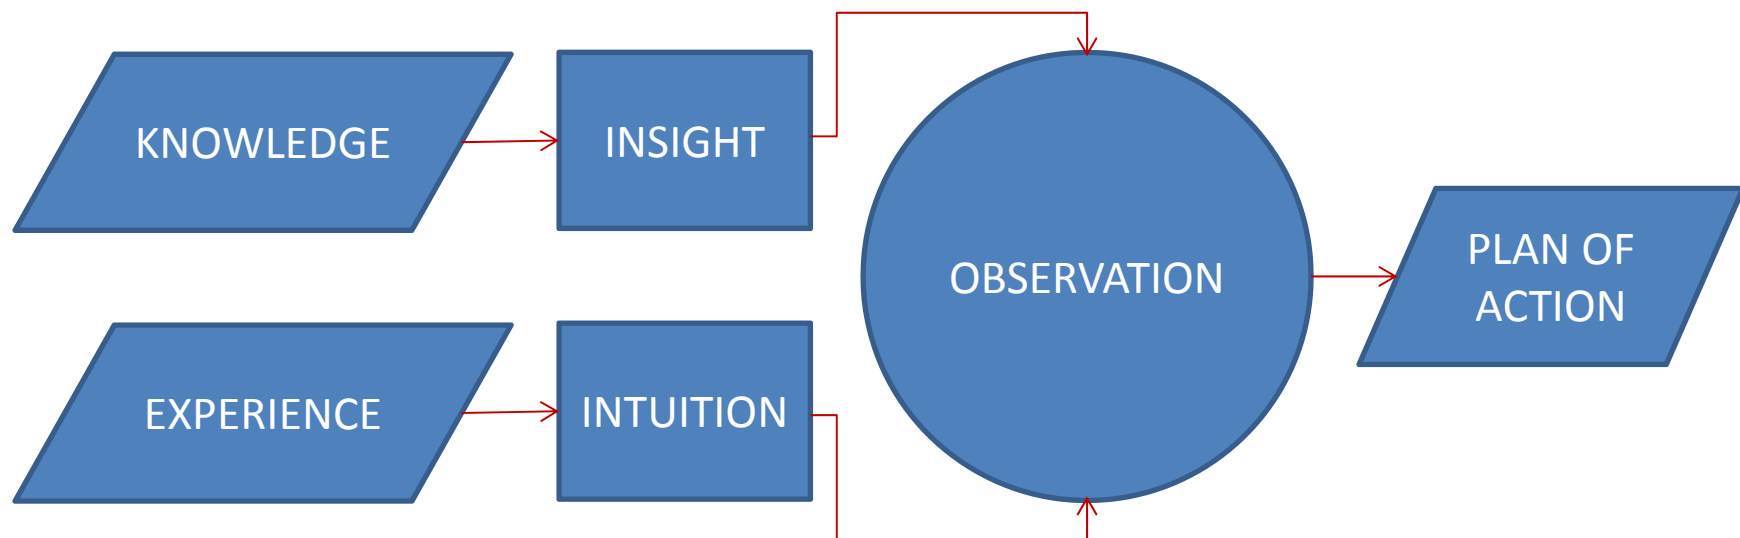 KNOWLEDGE
INSIGHT
OBSERVATION
PLAN OF
ACTION
EXPERIENCE
INTUITION